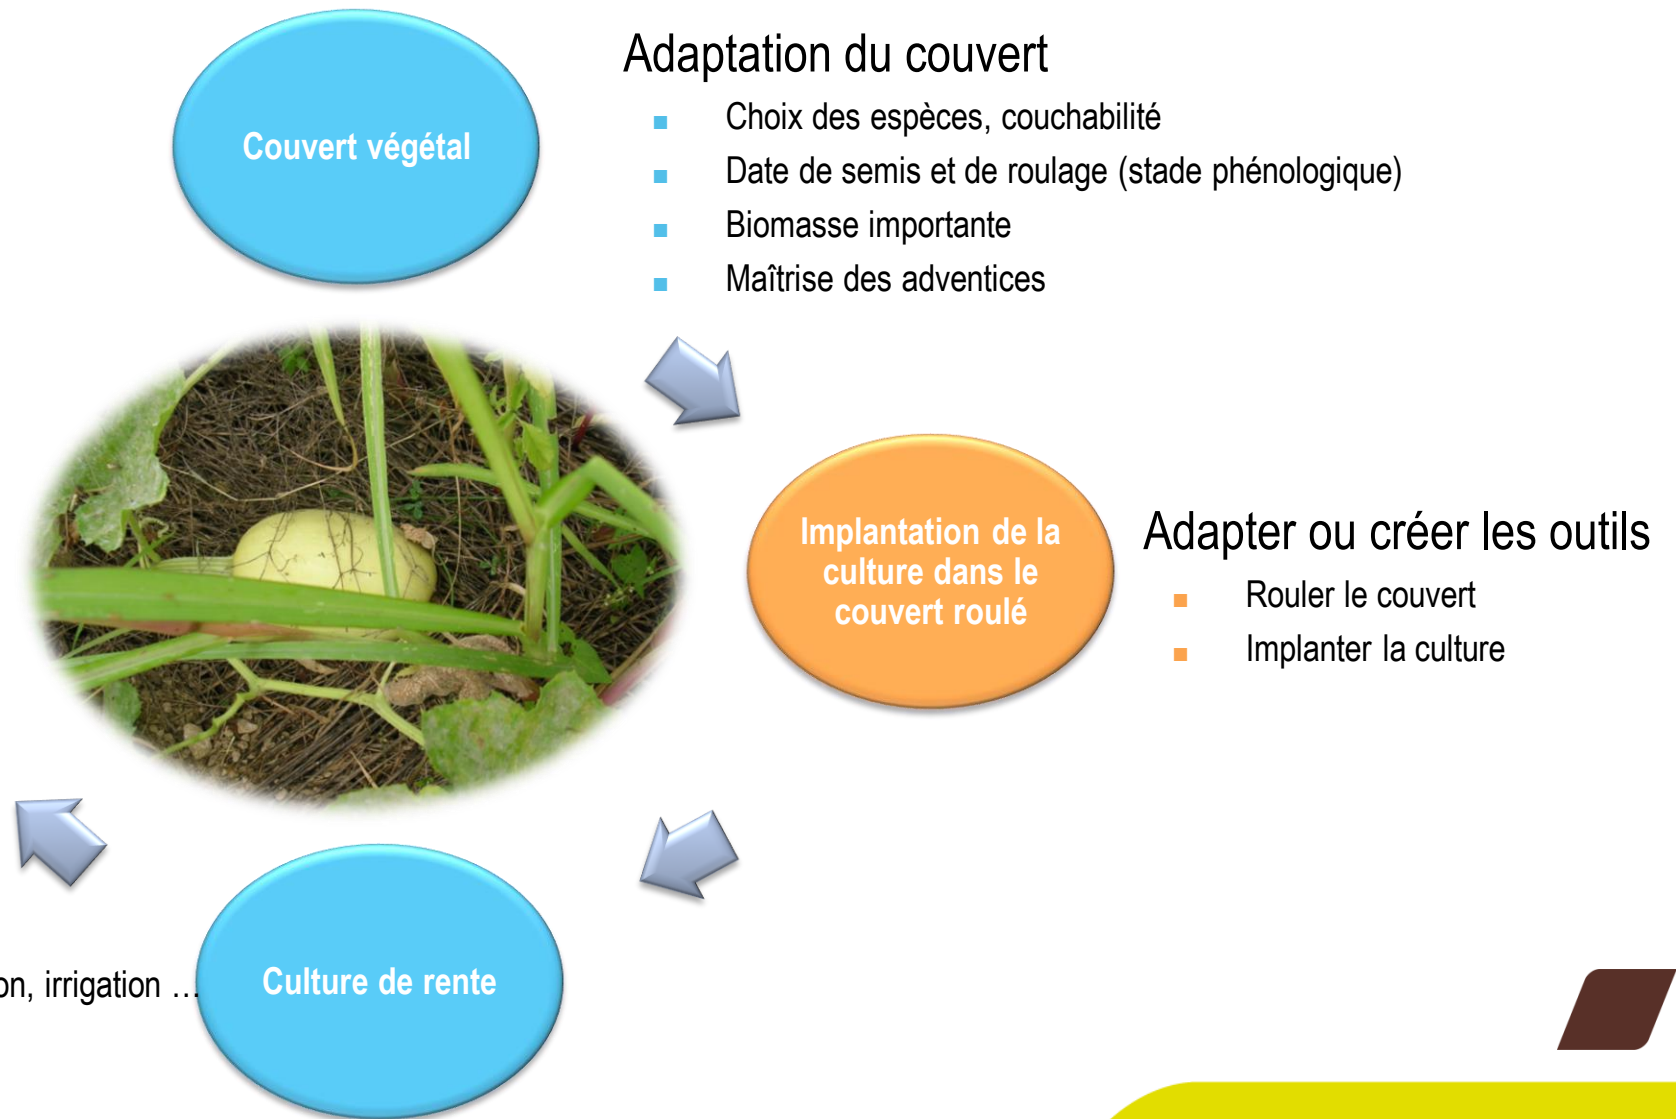 Couvert végétal
Adaptation du couvert
Choix des espèces, couchabilité
Date de semis et de roulage (stade phénologique)
Biomasse importante
Maîtrise des adventices
Implantation de la
culture dans le
couvert roulé
Adapter ou créer les outils
Rouler le couvert
Implanter la culture
Culture de rente
irrigation …